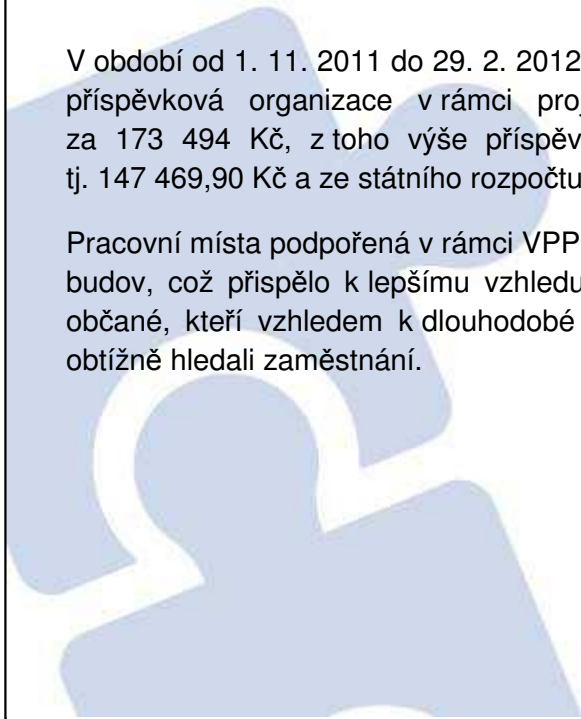 V období od 1. 11. 2011 do 29. 2. 2012
příspěvková organizace v rámci
za 173 494 Kč, z toho výše
tj. 147 469,90 Kč a ze státního rozpočtu
Pracovní místa podpořená v rámci VPP
budov, což přispělo k lepšímu vzhledu
občané, kteří vzhledem k dlouhodobé
obtížně hledali zaměstnání.